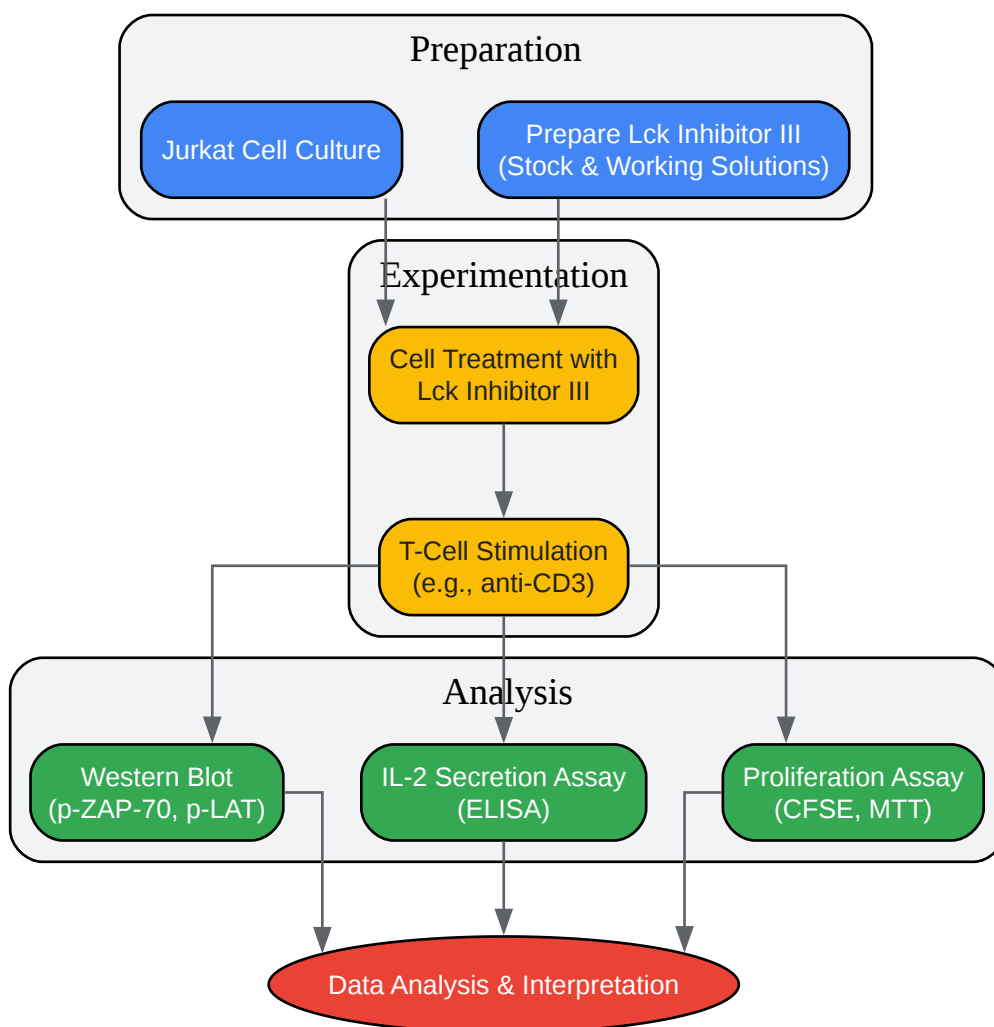 Preparation
Jurkat Cell Culture
Prepare Lck Inhibitor III
(Stock & Working Solutions)
Experimentation
Cell Treatment with
Lck Inhibitor III
T-Cell Stimulation
(e.g., anti-CD3)
Analysis
Western Blot
(p-ZAP-70, p-LAT)
IL-2 Secretion Assay
(ELISA)
Proliferation Assay
(CFSE, MTT)
Data Analysis & Interpretation